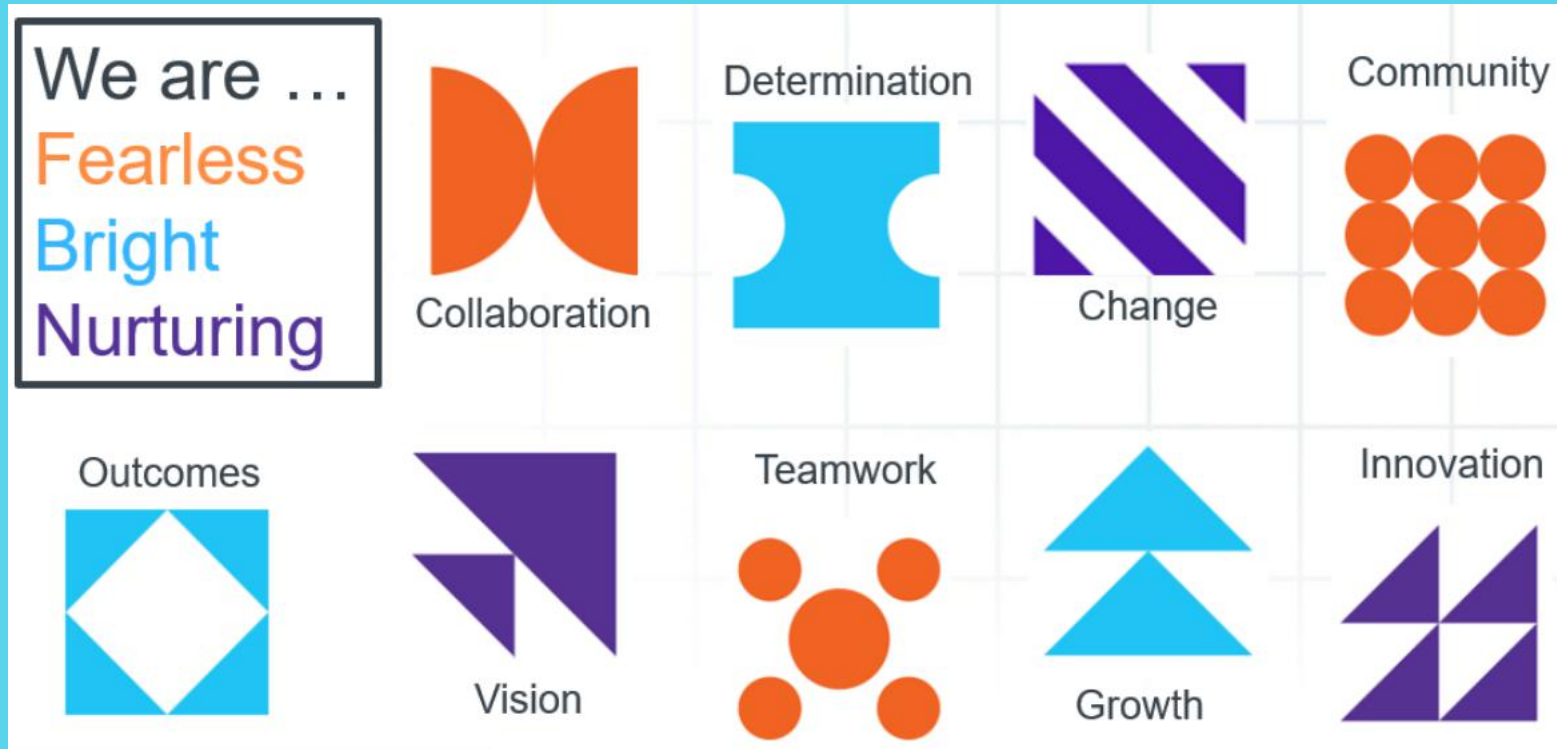 We are ...
Fearless
Bright
Nurturing
Collaboration
Determination
Change
Community
Outcomes
Vision
Teamwork
Growth
Innovation